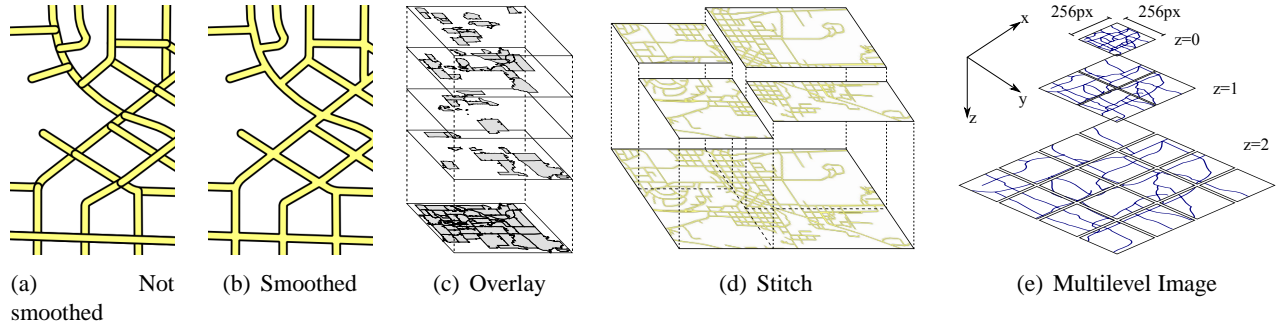 256px 256px
x
z=0
y
z
z=1
z=2
(a) Not
smoothed
(b) Smoothed
(c) Overlay
(d) Stitch
(e) Multilevel Image